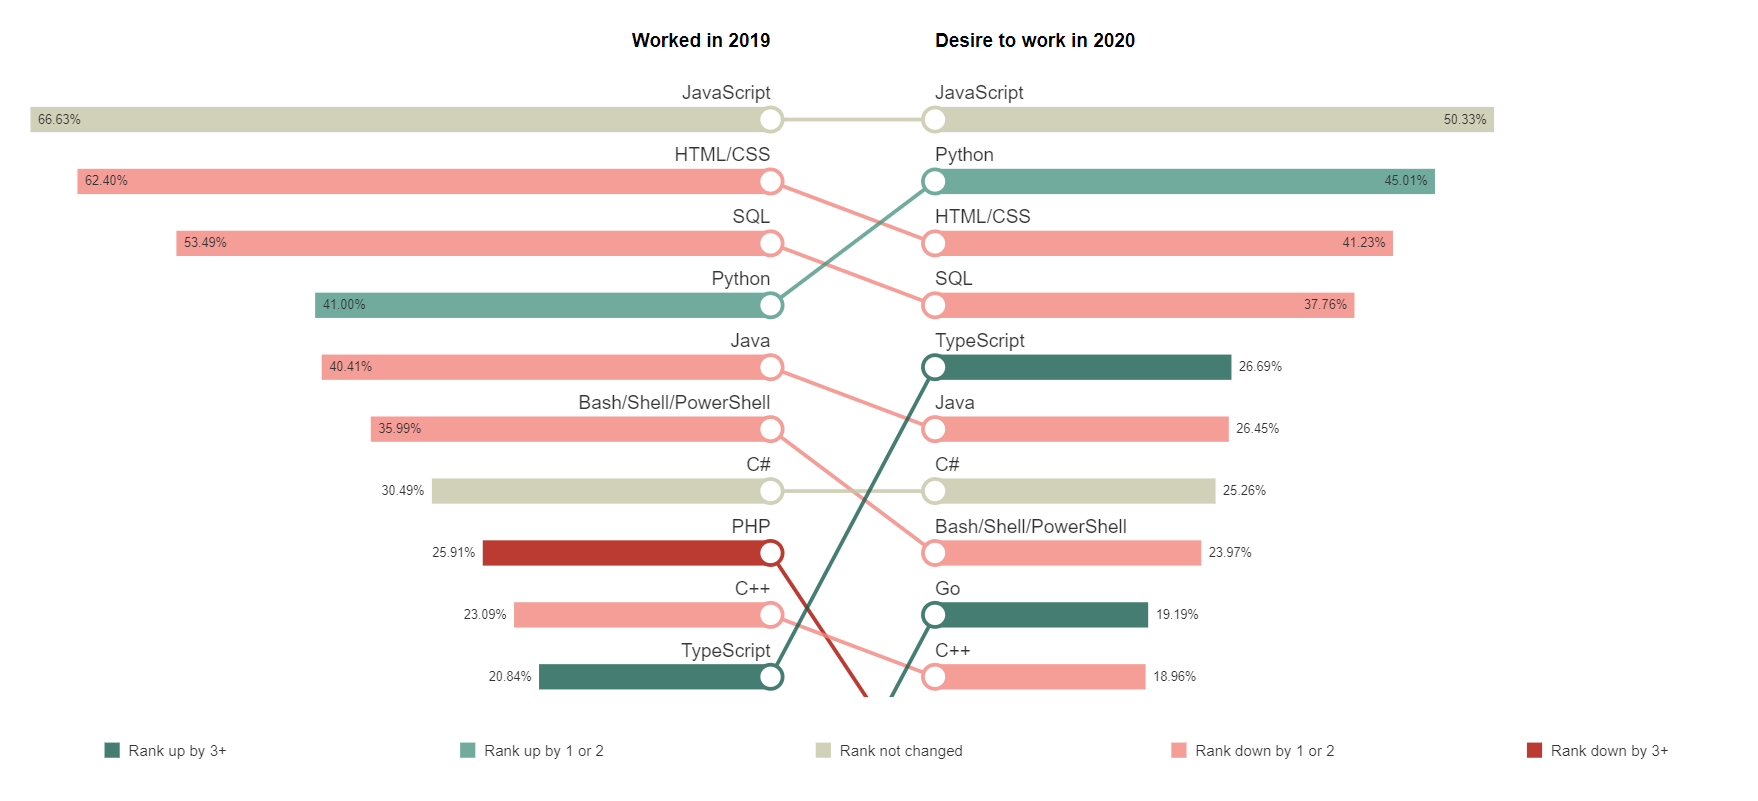 Worked in 2019
Desire to work in 2020
JavaScript
JavaScript
66.63%
50.33%
HTML/CSS
Python
62.40%
45.01%
SQL
HTML/CSS
53.49%
41.23%
Python
SQL
41.00%
37.76%
Java
TypeScript
40.41%
26.69%
Bash/Shell/PowerShell
Java
35.99%
26.45%
C#
C#
30.49%
25.26%
PHP
Bash/Shell/PowerShell
25.91%
23.97%
C++
Go
23.09%
19.19%
TypeScript
C++
20.84%
18.96%
Rank up by 3+
Rank up by 1 or 2
Rank not changed
Rank down by 1 or 2
Rank down by 3+